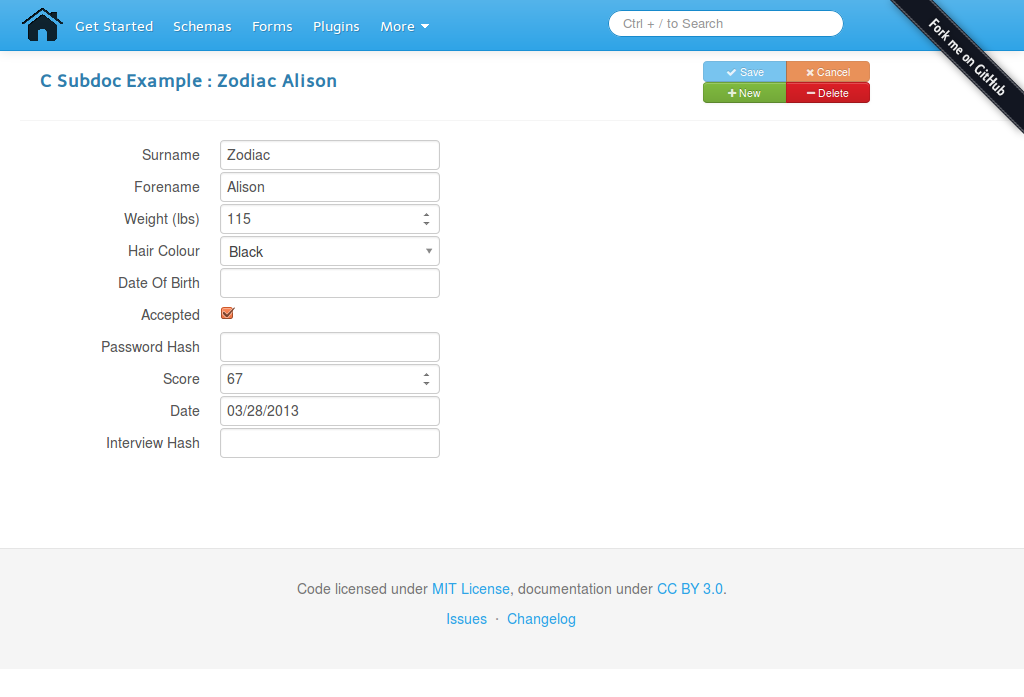 Get Started Schemas Forms Plugins More Ctrl + / to Search
Fork me on GitHub
C Subdoc Example : Zodiac Alison
Save Cancel
New Delete
Surname Zodiac
Forename Alison
Weight (lbs) 115
Hair Colour Black
Date Of Birth
Accepted
Password Hash
Score 67
Date 03/28/2013
Interview Hash
Code licensed under MIT License, documentation under CC BY 3.0.
Issues · Changelog